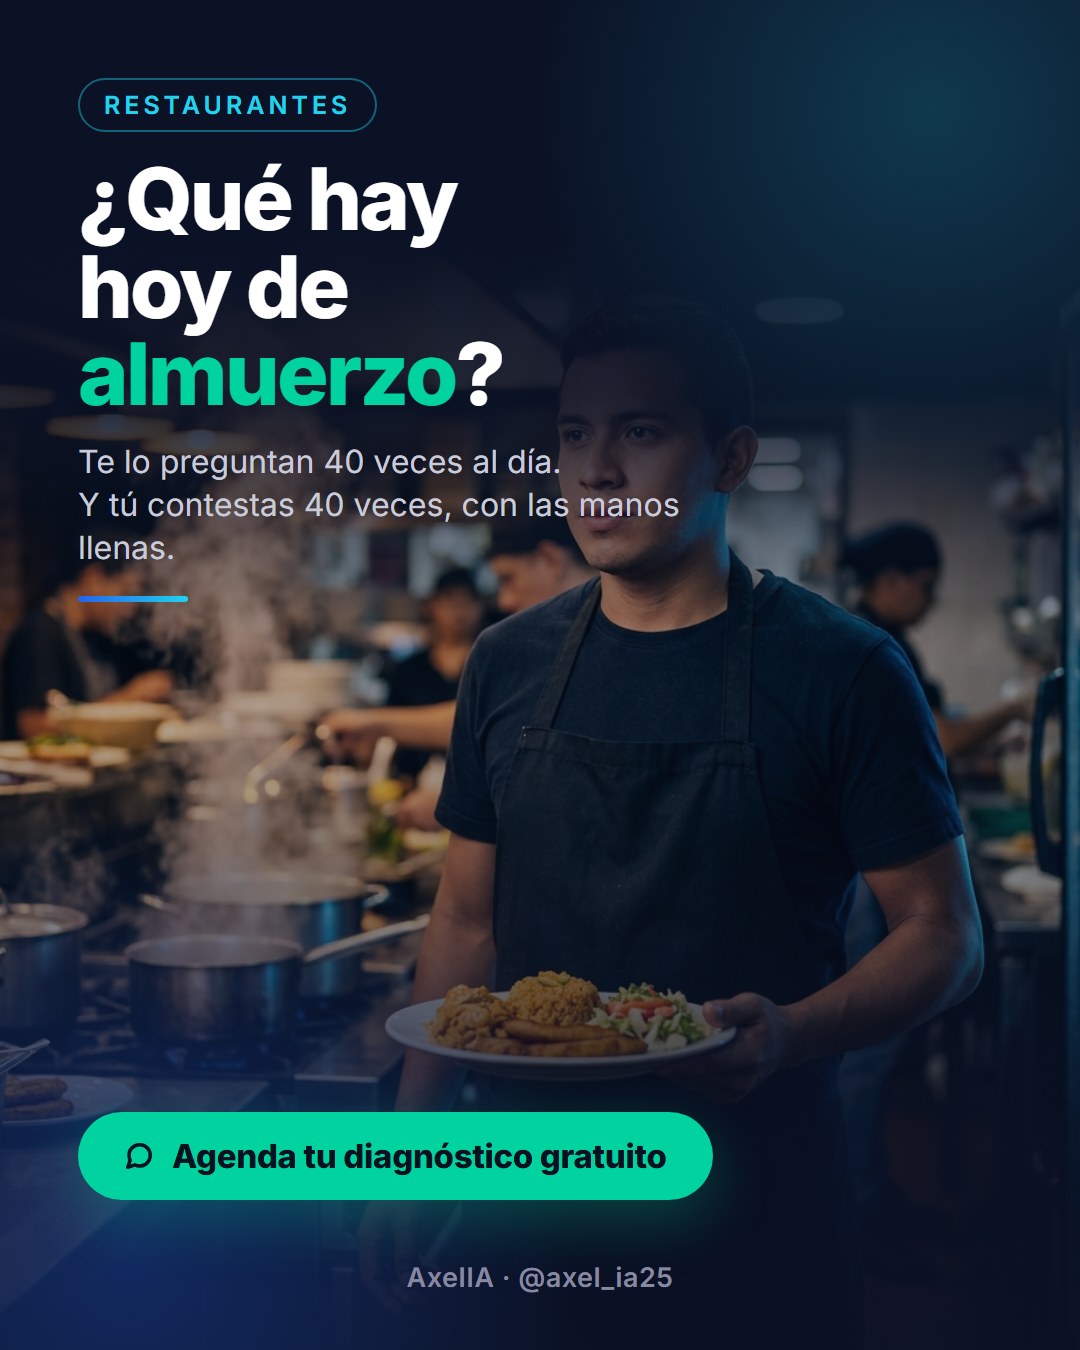 RESTAURANTES
¿Qué hay
hoy de
almuerzo?
Te lo preguntan 40 veces al día.
Y tú contestas 40 veces, con las manos
llenas.
Agenda tu diagnóstico gratuito
AxelIA · @axel_ia25